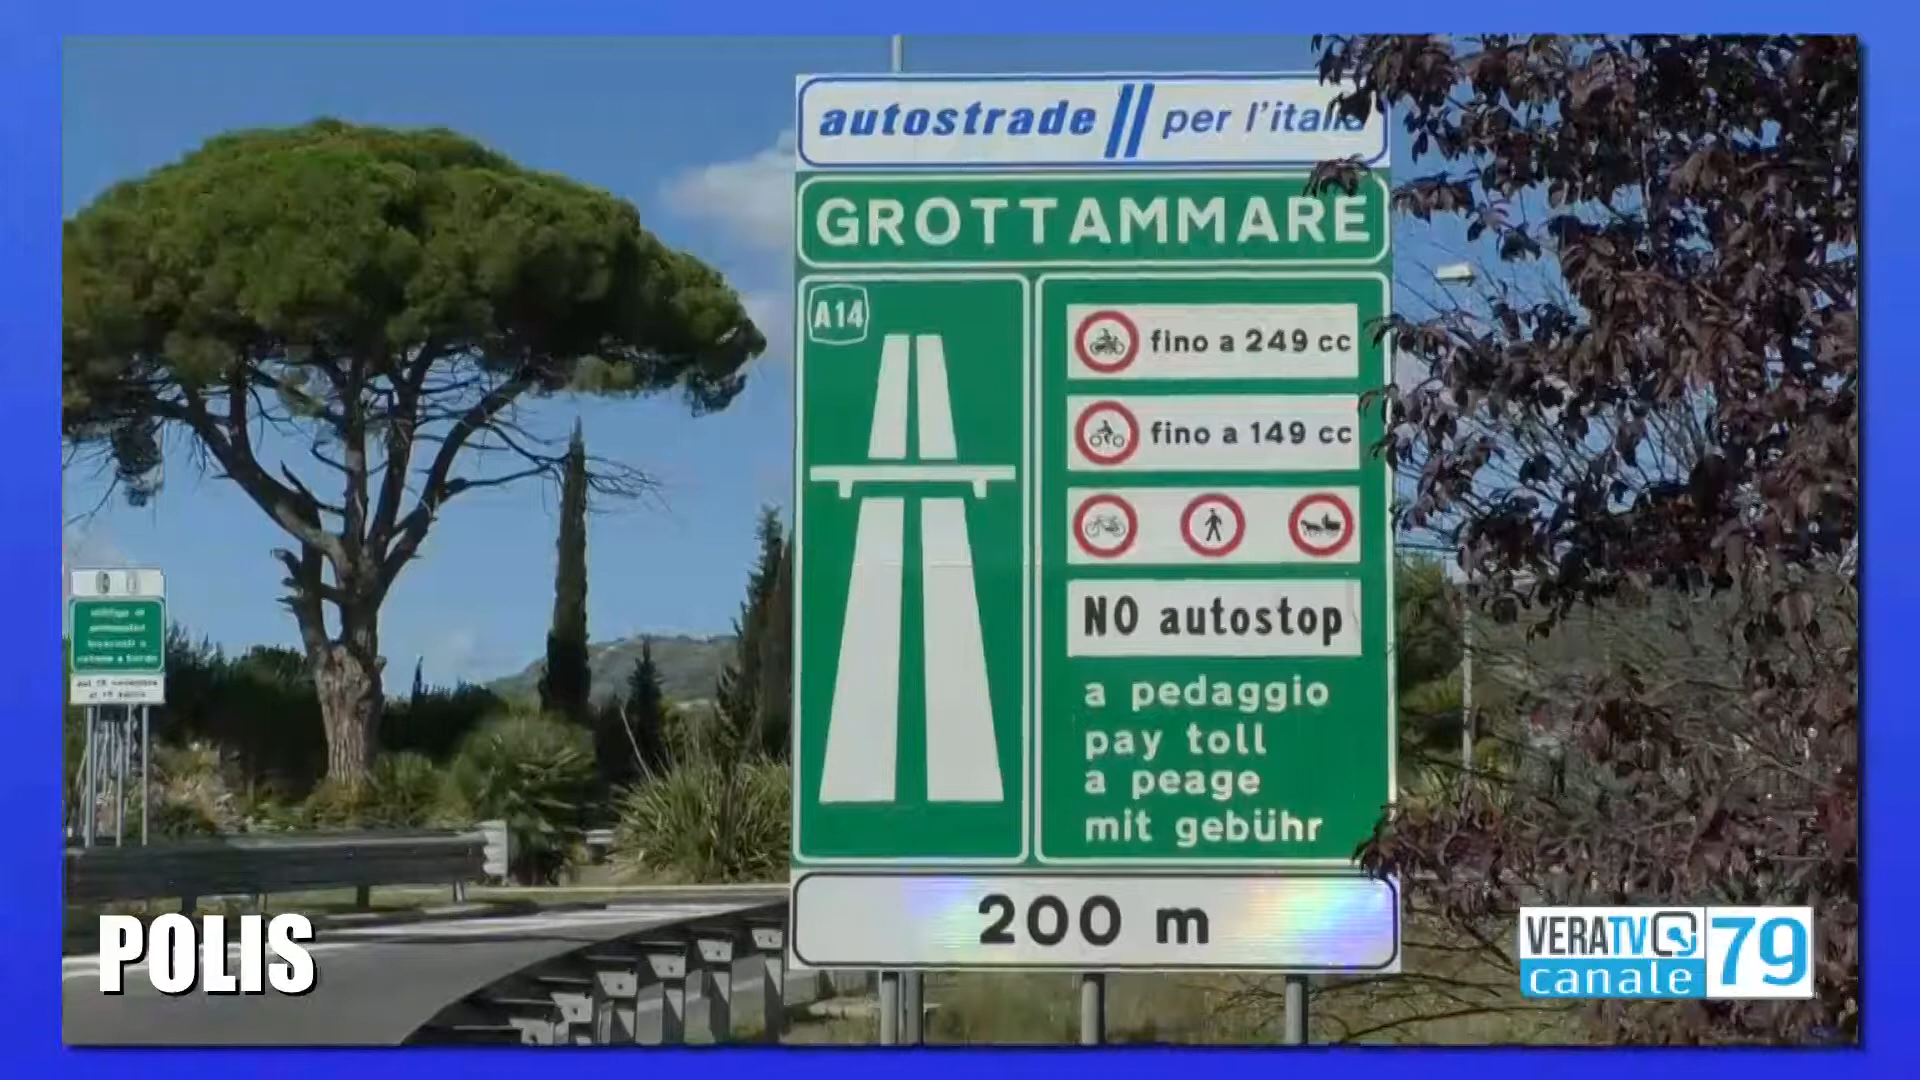 autostrade // per l'italia
GROTTAMMARE
A14
fino a 249 cc
fino a 149 cc
NO autostop
a pedaggio
pay toll
a peage
mit gebühr
200 m
POLIS
VERATV
canale 79